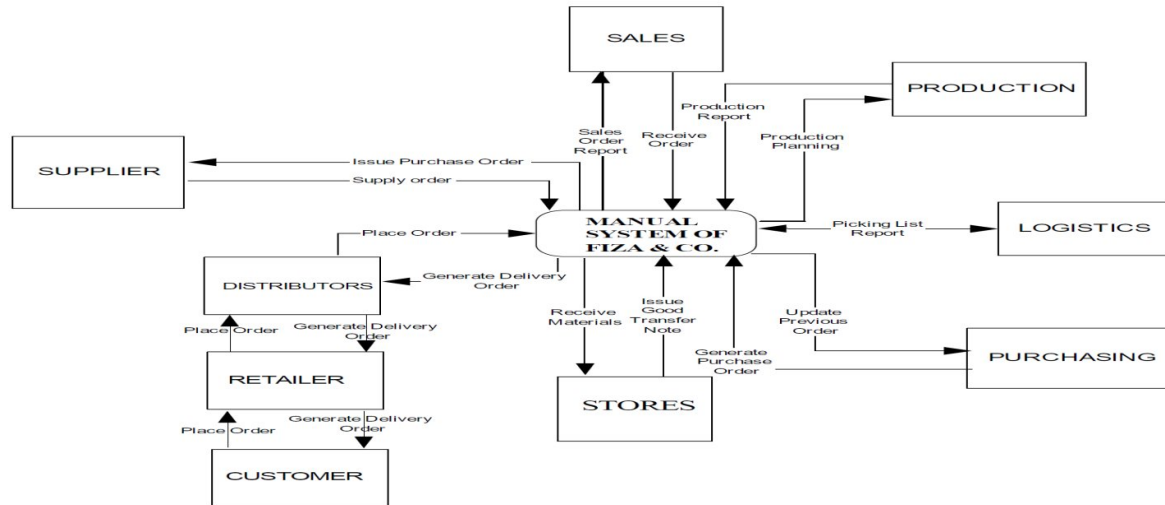 SALES
PRODUCTION
Production
Report
Sales
Order
Report
Receive
Order
Production
Planning
SUPPLIER
Issue Purchase Order
Supply order
MANUAL
SYSTEM OF
FIZA & CO.
Picking List
Report
LOGISTICS
Place Order
DISTRIBUTORS
Generate Delivery
Order
Receive
Materials
Issue
Good
Transfer
Note
Update
Previous
Order
Generate
Purchase
Order
PURCHASING
Place Order
Generate Delivery
Order
RETAILER
STORES
Place Order
Generate Delivery
Order
CUSTOMER